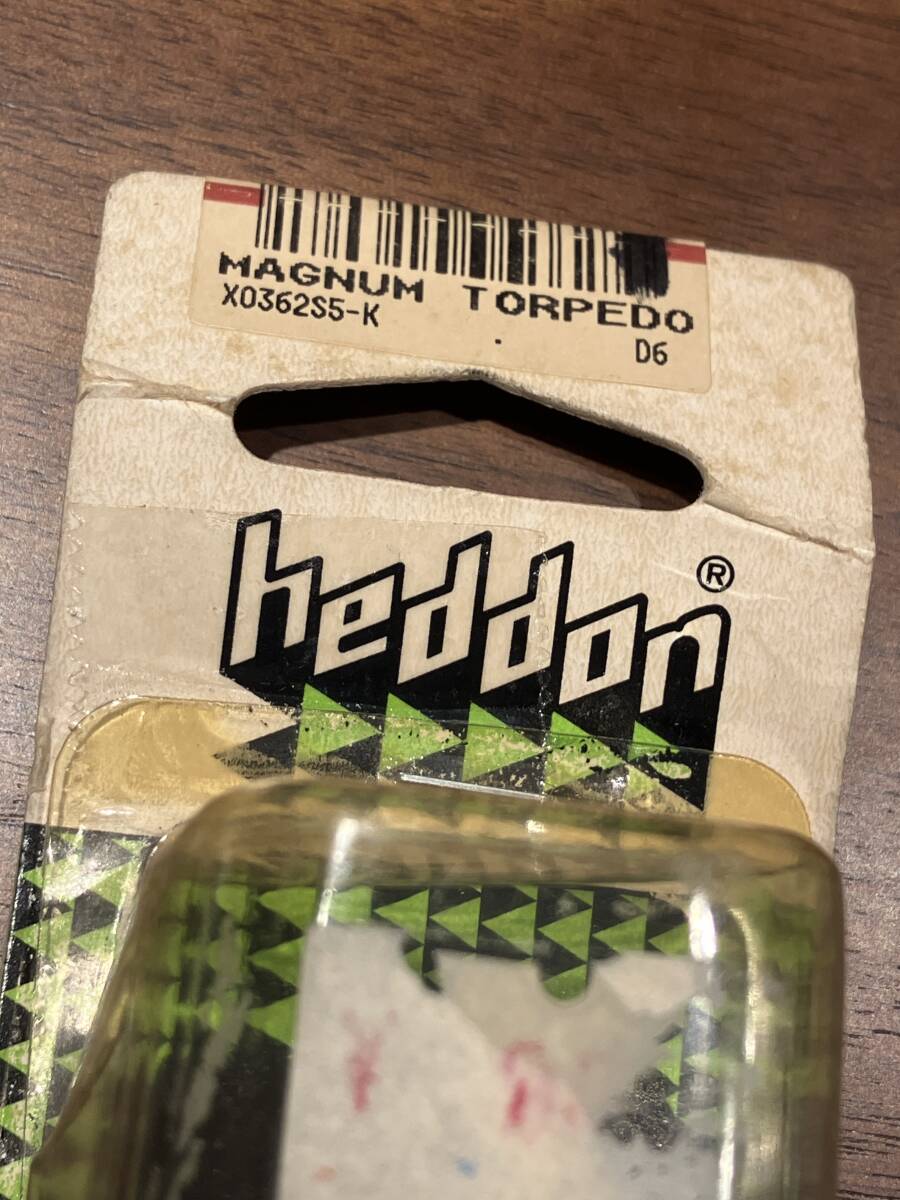 MAGNUM TORPEDO
X0362S5-K
D6
heddon®